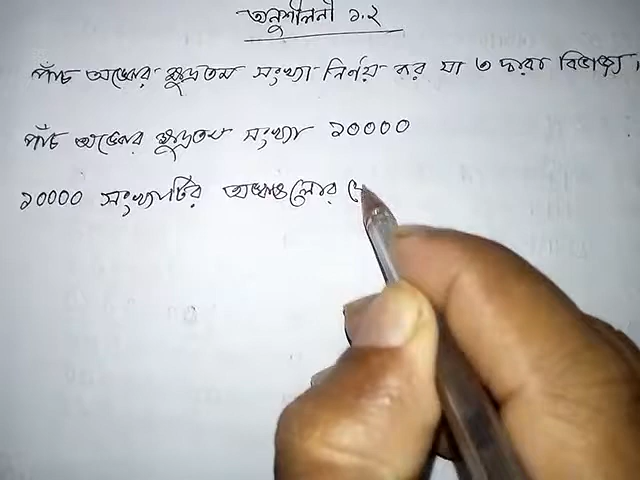 অনুশীলনী ১.২
পাঁচ অঙ্কের ক্ষুদ্রতম সংখ্যা নির্ণয় কর যা ৩ দ্বারা বিভাজ্য।
পাঁচ অঙ্কের ক্ষুদ্রতম সংখ্যা ১০০০০
১০০০০ সংখ্যাটির অঙ্কগুলোর